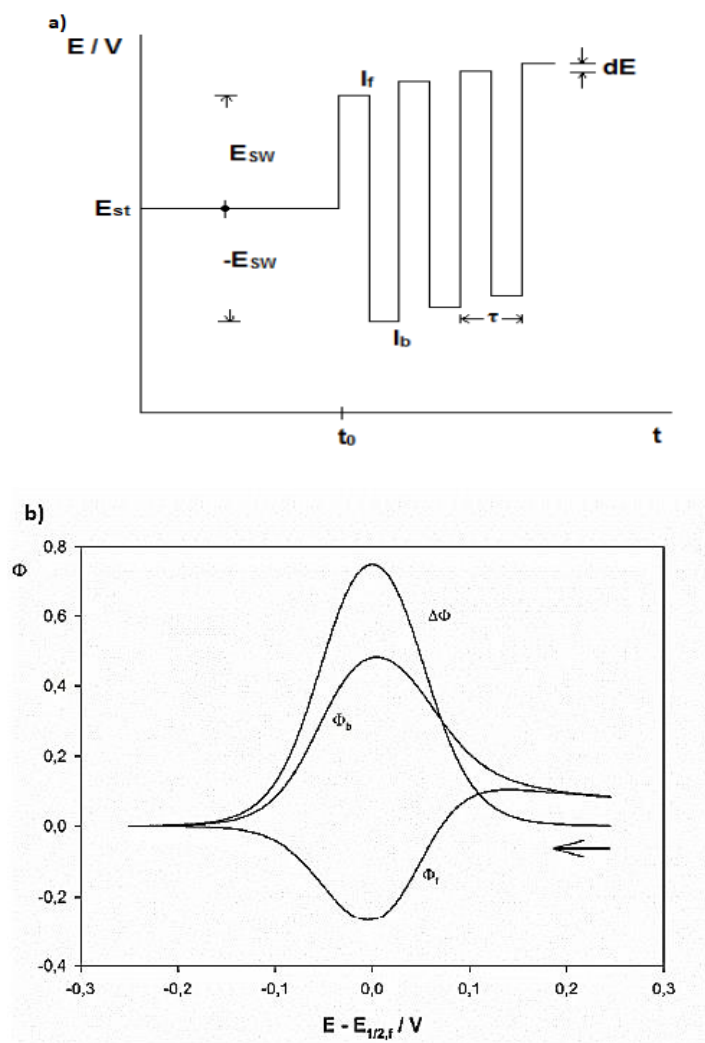 a)
E / V
If
dE
ESW
Est
-ESW
Ib
τ
t0
t
b)
0,8
Φ
0,6
ΔΦ
0,4
Φb
0,2
0,0
Φf
-0,2
-0,4
-0,3 -0,2 -0,1 0,0 0,1 0,2 0,3
E - E1/2,f / V